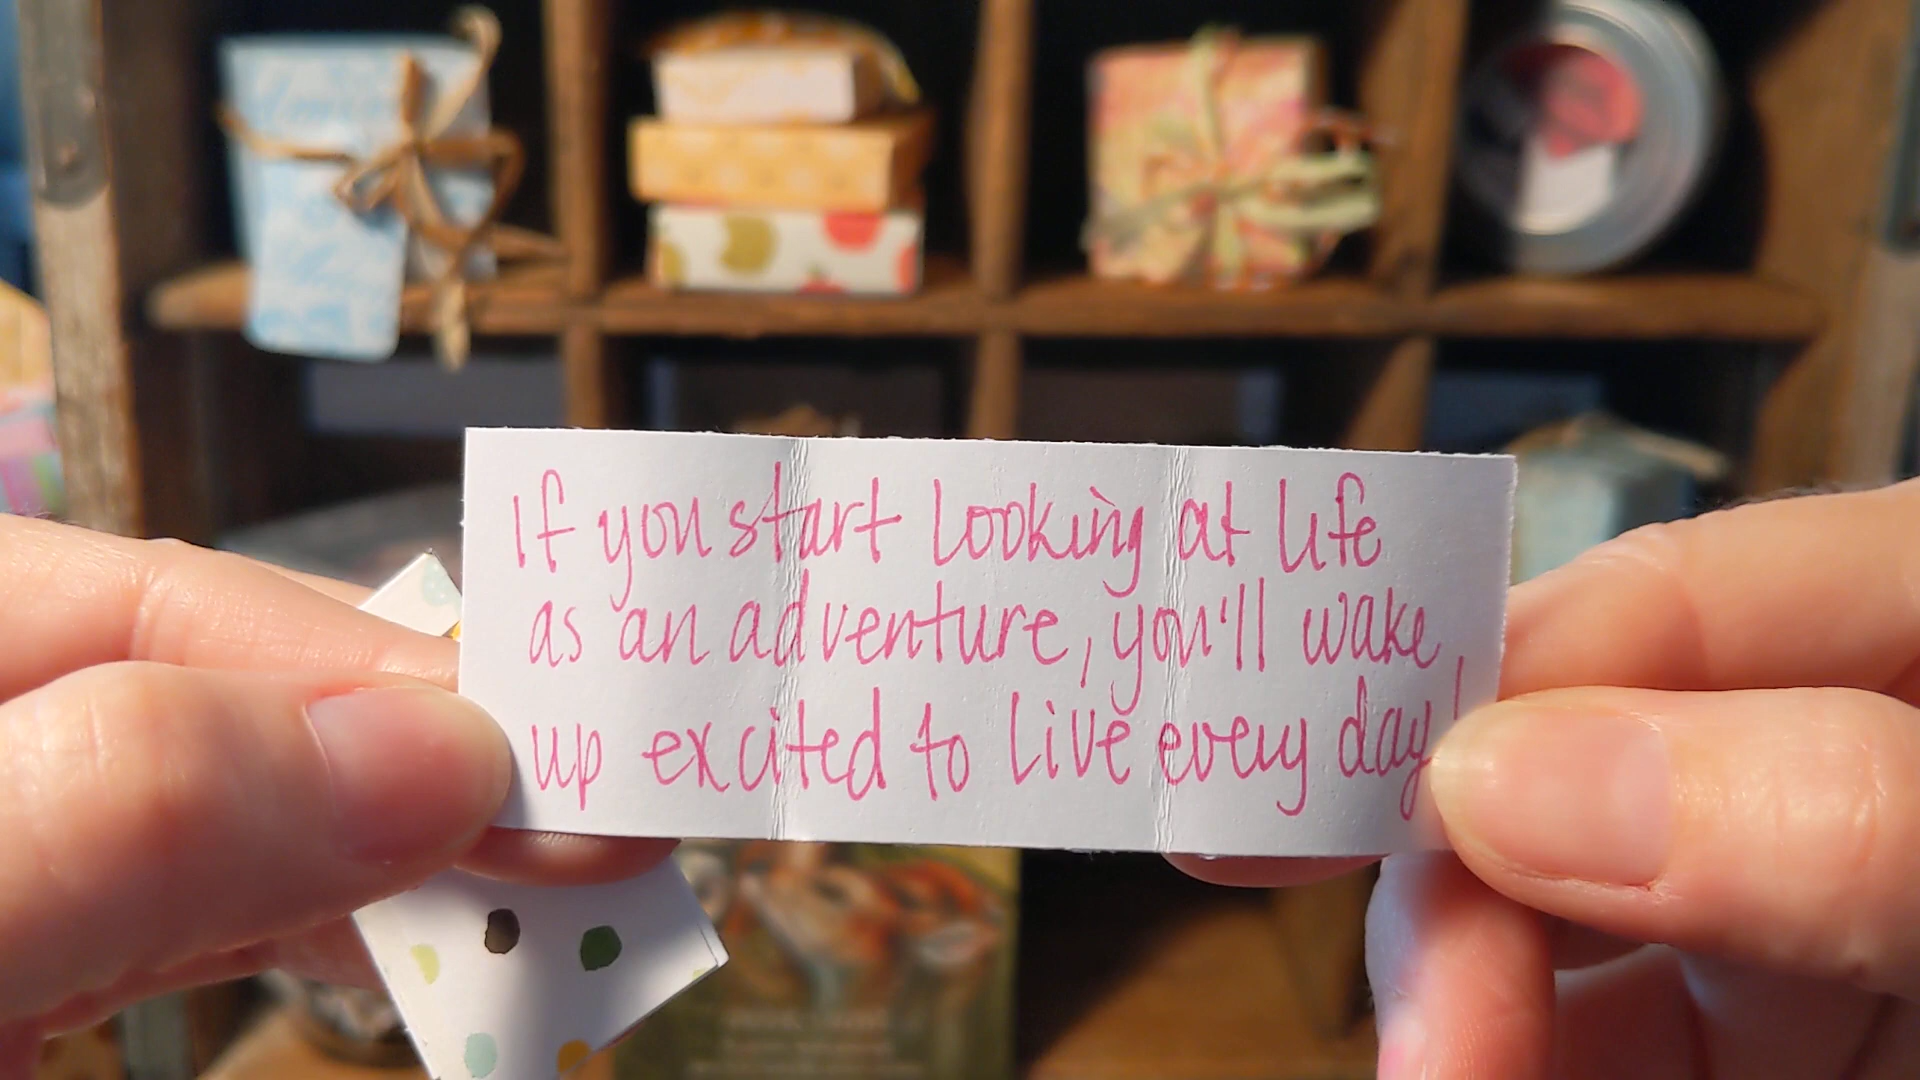 If you start looking at life
as an adventure, you'll wake
up excited to live every day!